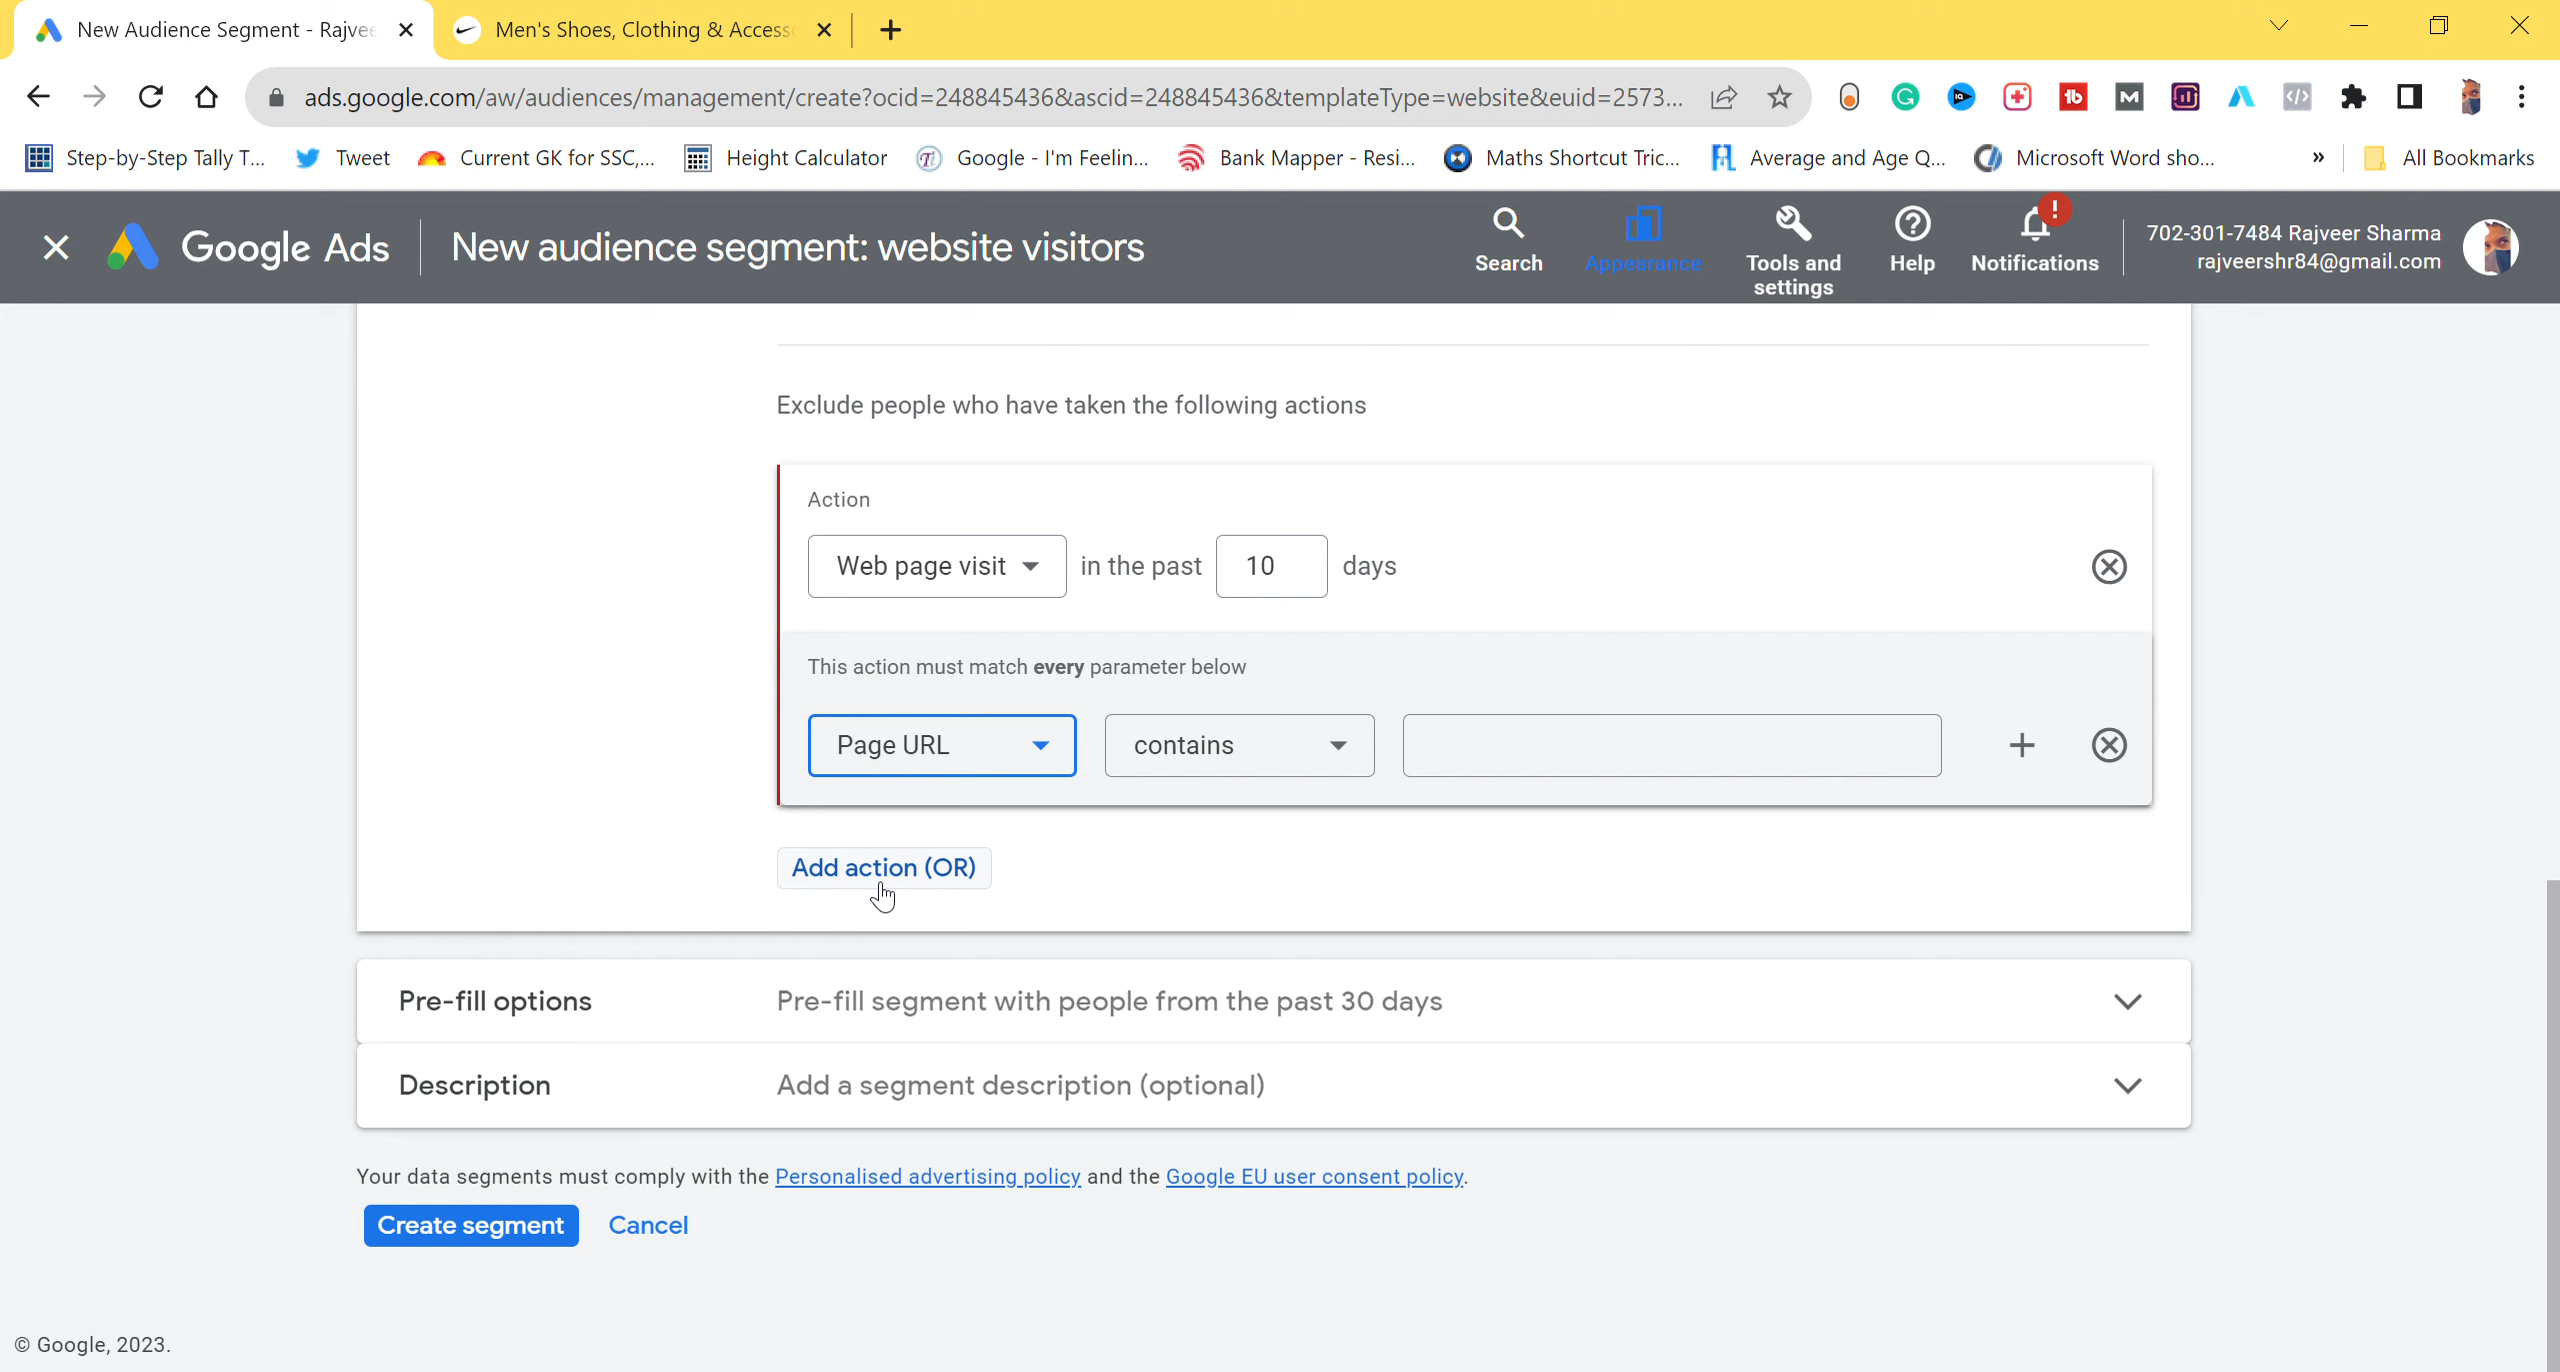 New Audience Segment - Rajvee
Men's Shoes, Clothing & Access
ads.google.com/aw/audiences/management/create?ocid=248845436&ascid=248845436&templateType=website&euid=2573...
Step-by-Step Tally T...
Tweet
Current GK for SSC,...
Height Calculator
Google - I'm Feelin...
Bank Mapper - Resi...
Maths Shortcut Tric...
Average and Age Q...
Microsoft Word sho...
»
All Bookmarks
Google Ads
New audience segment: website visitors
Search
Appearance
Tools and
settings
Help
Notifications
702-301-7484 Rajveer Sharma
rajveershr84@gmail.com
Exclude people who have taken the following actions
Action
Web page visit
in the past
10
days
This action must match every parameter below
Page URL
contains
Add action (OR)
Pre-fill options
Pre-fill segment with people from the past 30 days
Description
Add a segment description (optional)
Your data segments must comply with the Personalised advertising policy and the Google EU user consent policy.
Create segment
Cancel
© Google, 2023.